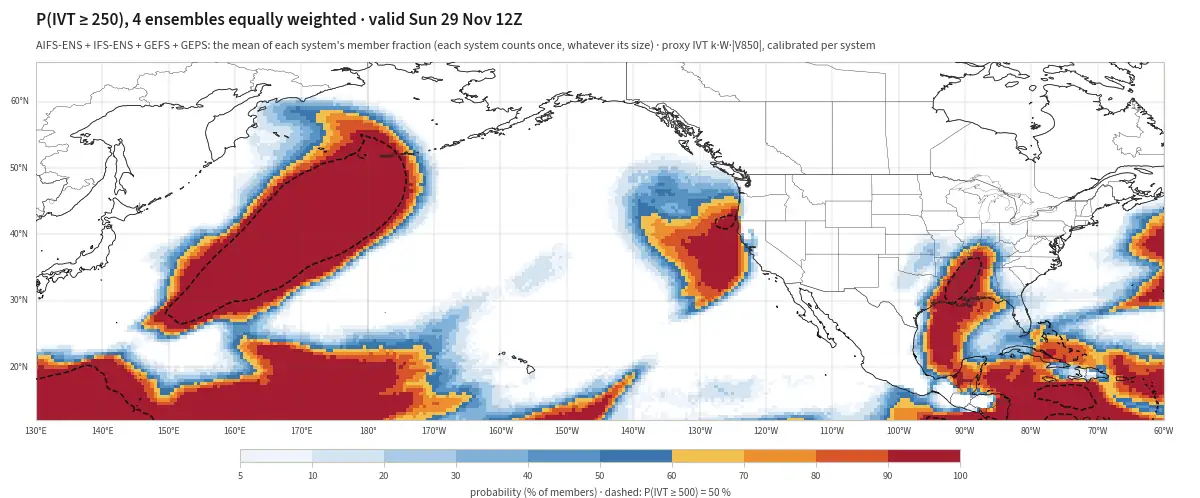 P(IVT ≥ 250), 4 ensembles equally weighted · valid Sun 29 Nov 12Z
AIFS-ENS + IFS-ENS + GEFS + GEPS: the mean of each system's member fraction (each system counts once, whatever its size) · proxy IVT k·W·|V850|, calibrated per system
60°N
50°N
40°N
30°N
20°N
130°E 140°E 150°E 160°E 170°E 180° 170°W 160°W 150°W 140°W 130°W 120°W 110°W 100°W 90°W 80°W 70°W 60°W
5 10 20 30 40 50 60 70 80 90 100
probability (% of members) · dashed: P(IVT ≥ 500) = 50 %